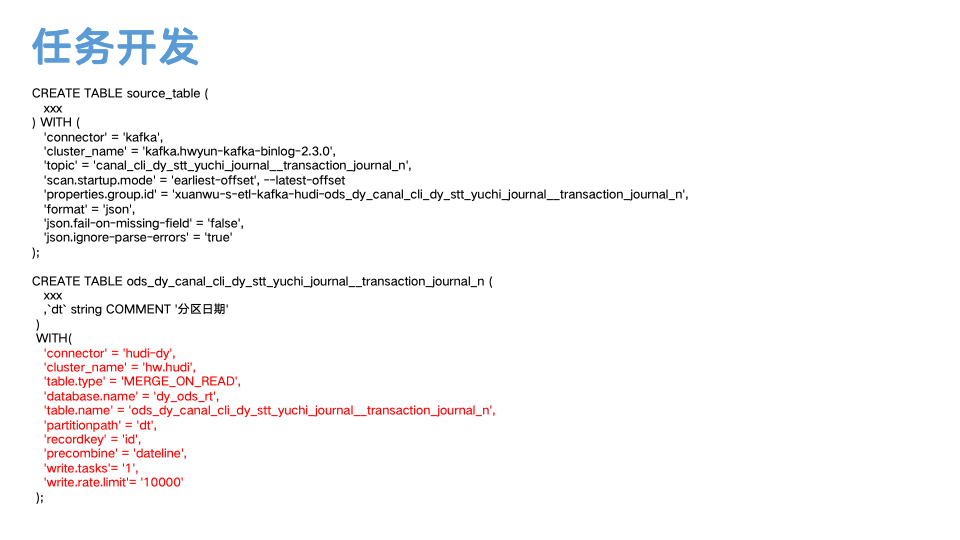 任务开发
CREATE TABLE source_table (
xxx
) WITH (
'connector' = 'kafka',
'cluster_name' = 'kafka.hwyun-kafka-binlog-2.3.0',
'topic' = 'canal_cli_dy_stt_yuchi_journal__transaction_journal_n',
'scan.startup.mode' = 'earliest-offset', --latest-offset
'properties.group.id' = 'xuanwu-s-etl-kafka-hudi-ods_dy_canal_cli_dy_stt_yuchi_journal__transaction_journal_n',
'format' = 'json',
'json.fail-on-missing-field' = 'false',
'json.ignore-parse-errors' = 'true'
);
CREATE TABLE ods_dy_canal_cli_dy_stt_yuchi_journal__transaction_journal_n (
xxx
,`dt` string COMMENT '分区日期'
)
WITH(
'connector' = 'hudi-dy',
'cluster_name' = 'hw.hudi',
'table.type' = 'MERGE_ON_READ',
'database.name' = 'dy_ods_rt',
'table.name' = 'ods_dy_canal_cli_dy_stt_yuchi_journal__transaction_journal_n',
'partitionpath' = 'dt',
'recordkey' = 'id',
'precombine' = 'dateline',
'write.tasks'= '1',
'write.rate.limit'= '10000'
);